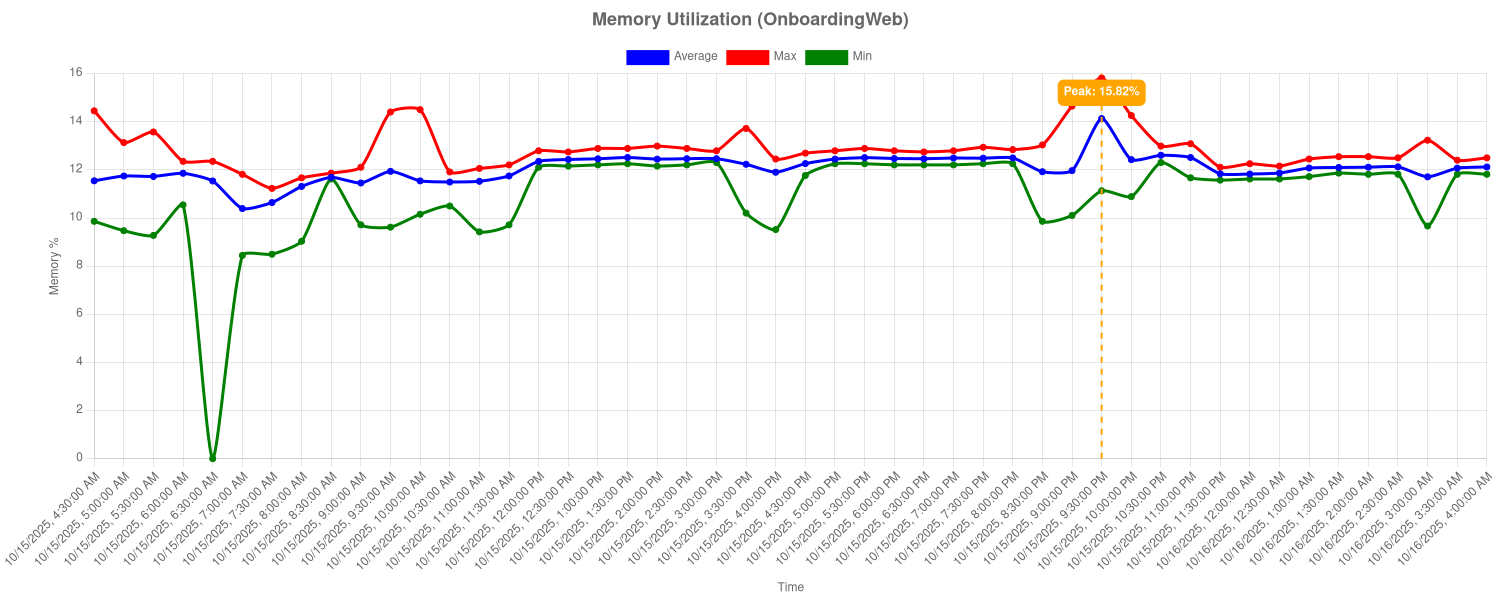 Memory Utilization (OnboardingWeb)
Average Max Min
16
14
12
10
8
6
4
2
0
Memory %
Peak: 15.82%
10/15/2025, 4:30:00 AM
10/15/2025, 5:00:00 AM
10/15/2025, 5:30:00 AM
10/15/2025, 6:00:00 AM
10/15/2025, 6:30:00 AM
10/15/2025, 7:00:00 AM
10/15/2025, 7:30:00 AM
10/15/2025, 8:00:00 AM
10/15/2025, 8:30:00 AM
10/15/2025, 9:00:00 AM
10/15/2025, 9:30:00 AM
10/15/2025, 10:00:00 AM
10/15/2025, 10:30:00 AM
10/15/2025, 11:00:00 AM
10/15/2025, 11:30:00 AM
10/15/2025, 12:00:00 PM
10/15/2025, 12:30:00 PM
10/15/2025, 1:00:00 PM
10/15/2025, 1:30:00 PM
10/15/2025, 2:00:00 PM
10/15/2025, 2:30:00 PM
10/15/2025, 3:00:00 PM
10/15/2025, 3:30:00 PM
10/15/2025, 4:00:00 PM
10/15/2025, 4:30:00 PM
10/15/2025, 5:00:00 PM
10/15/2025, 5:30:00 PM
10/15/2025, 6:00:00 PM
10/15/2025, 6:30:00 PM
10/15/2025, 7:00:00 PM
10/15/2025, 7:30:00 PM
10/15/2025, 8:00:00 PM
10/15/2025, 8:30:00 PM
10/15/2025, 9:00:00 PM
10/15/2025, 9:30:00 PM
10/15/2025, 10:00:00 PM
10/15/2025, 10:30:00 PM
10/15/2025, 11:00:00 PM
10/15/2025, 11:30:00 PM
10/16/2025, 12:00:00 AM
10/16/2025, 12:30:00 AM
10/16/2025, 1:00:00 AM
10/16/2025, 1:30:00 AM
10/16/2025, 2:00:00 AM
10/16/2025, 2:30:00 AM
10/16/2025, 3:00:00 AM
10/16/2025, 3:30:00 AM
10/16/2025, 4:00:00 AM
Time